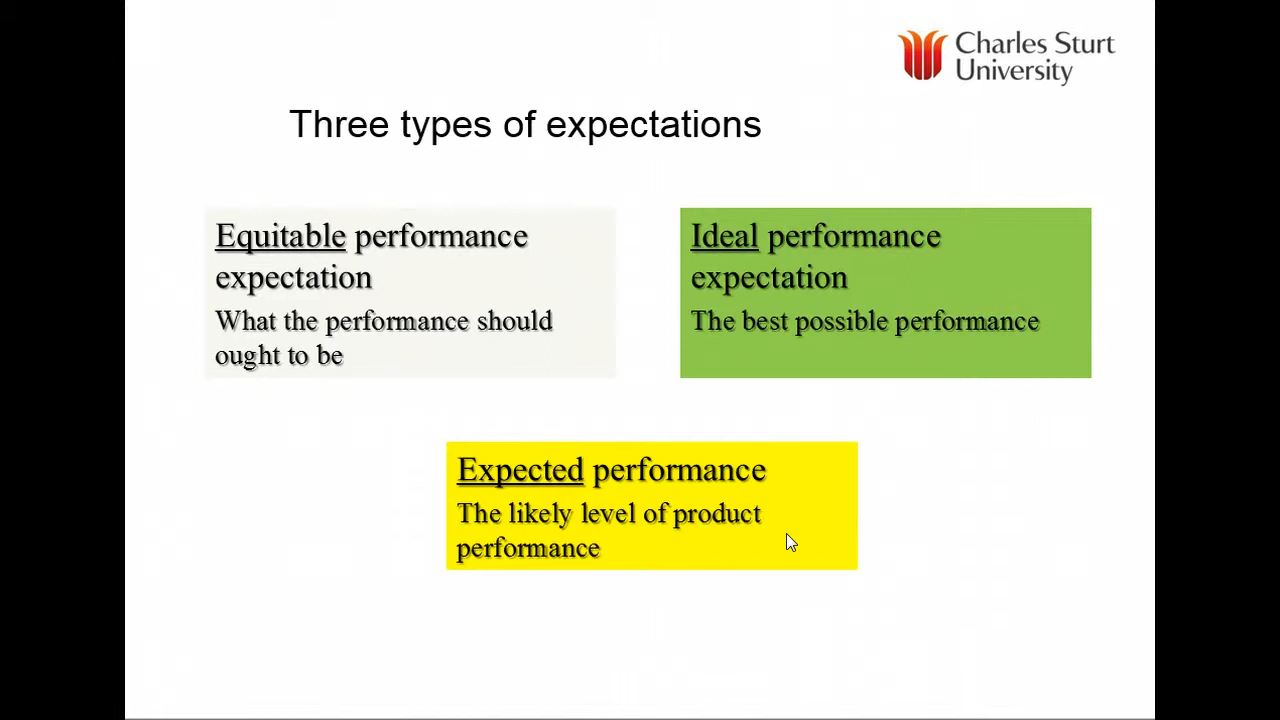 Charles Sturt
University
Three types of expectations
Equitable performance
expectation
What the performance should
ought to be
Ideal performance
expectation
The best possible performance
Expected performance
The likely level of product
performance